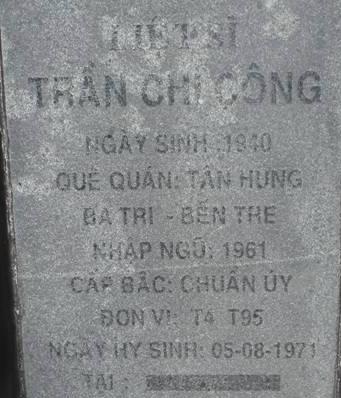 LIỆT SĨ
TRẦN CHÍ CÔNG
NGÀY SINH :1940
QUÊ QUÁN: TÂN HƯNG
BA TRI - BẾN TRE
NHẬP NGŨ: 1961
CẤP BẬC: CHUẨN ÚY
ĐƠN VỊ: T4 T95
NGÀY HY SINH: 05-08-1971
TẠI :